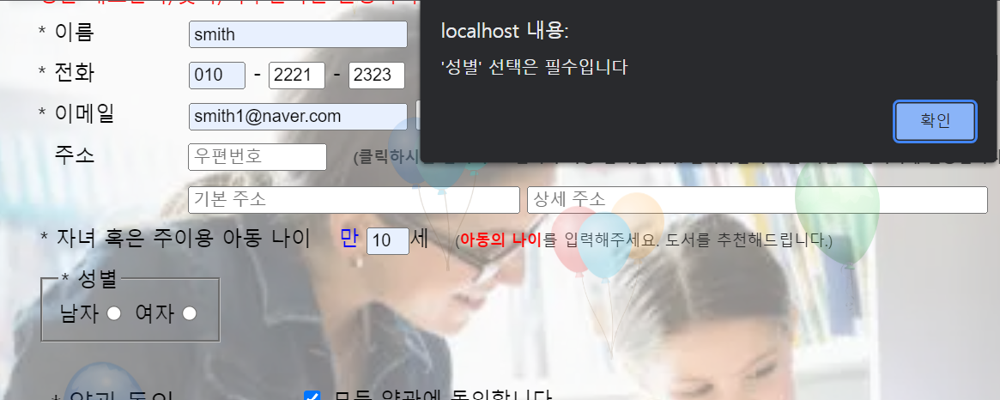 localhost 내용:
'성별' 선택은 필수입니다
확인
* 이름 smith
* 전화 010 - 2221 - 2323
* 이메일 smith1@naver.com
주소 우편번호 (클릭하시
기본 주소 상세 주소
* 자녀 혹은 주이용 아동 나이 만 10 세 (아동의 나이를 입력해주세요. 도서를 추천해드립니다.)
* 성별
남자 여자
* 약관 동의 모든 약관에 동의합니다